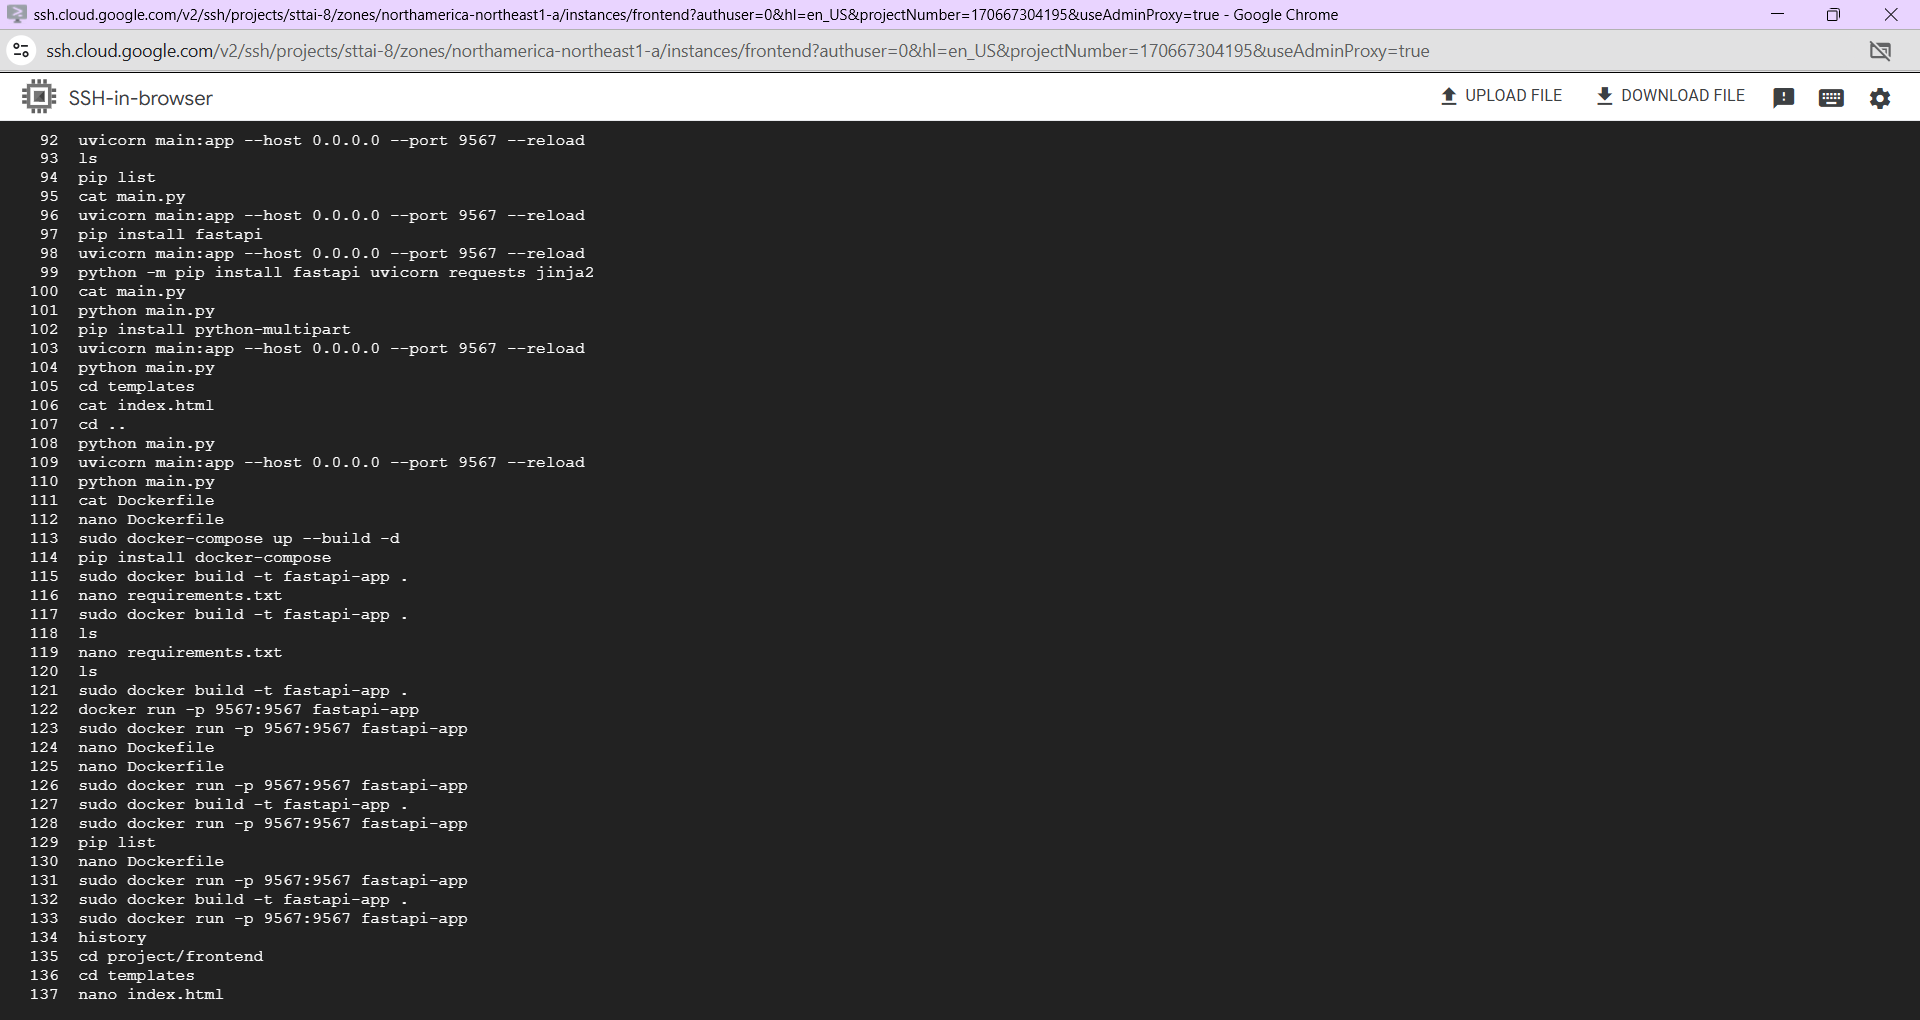 ssh.cloud.google.com/v2/ssh/projects/sttai-8/zones/northamerica-northeast1-a/instances/frontend?authuser=0&hl=en_US&projectNumber=170667304195&useAdminProxy=true - Google Chrome
ssh.cloud.google.com/v2/ssh/projects/sttai-8/zones/northamerica-northeast1-a/instances/frontend?authuser=0&hl=en_US&projectNumber=170667304195&useAdminProxy=true
SSH-in-browser UPLOAD FILE DOWNLOAD FILE
92 uvicorn main:app --host 0.0.0.0 --port 9567 --reload
93 ls
94 pip list
95 cat main.py
96 uvicorn main:app --host 0.0.0.0 --port 9567 --reload
97 pip install fastapi
98 uvicorn main:app --host 0.0.0.0 --port 9567 --reload
99 python -m pip install fastapi uvicorn requests jinja2
100 cat main.py
101 python main.py
102 pip install python-multipart
103 uvicorn main:app --host 0.0.0.0 --port 9567 --reload
104 python main.py
105 cd templates
106 cat index.html
107 cd ..
108 python main.py
109 uvicorn main:app --host 0.0.0.0 --port 9567 --reload
110 python main.py
111 cat Dockerfile
112 nano Dockerfile
113 sudo docker-compose up --build -d
114 pip install docker-compose
115 sudo docker build -t fastapi-app .
116 nano requirements.txt
117 sudo docker build -t fastapi-app .
118 ls
119 nano requirements.txt
120 ls
121 sudo docker build -t fastapi-app .
122 docker run -p 9567:9567 fastapi-app
123 sudo docker run -p 9567:9567 fastapi-app
124 nano Dockefile
125 nano Dockerfile
126 sudo docker run -p 9567:9567 fastapi-app
127 sudo docker build -t fastapi-app .
128 sudo docker run -p 9567:9567 fastapi-app
129 pip list
130 nano Dockerfile
131 sudo docker run -p 9567:9567 fastapi-app
132 sudo docker build -t fastapi-app .
133 sudo docker run -p 9567:9567 fastapi-app
134 history
135 cd project/frontend
136 cd templates
137 nano index.html